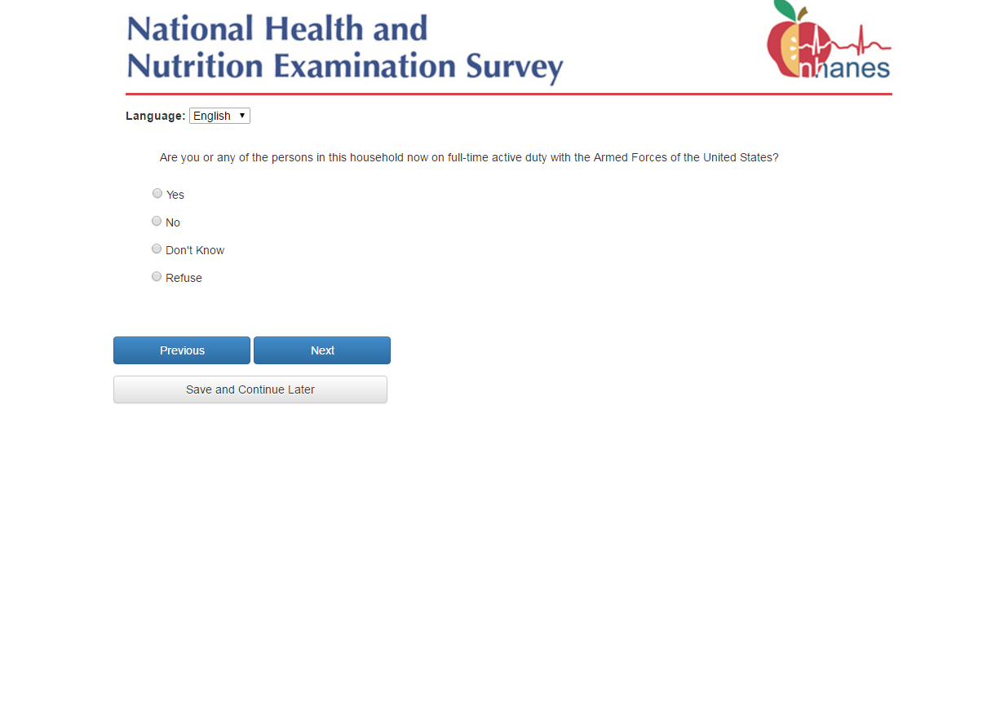 National Health and
Nutrition Examination Survey
nhanes
Language: English
Are you or any of the persons in this household now on full-time active duty with the Armed Forces of the United States?
Yes
No
Don't Know
Refuse
Previous Next
Save and Continue Later